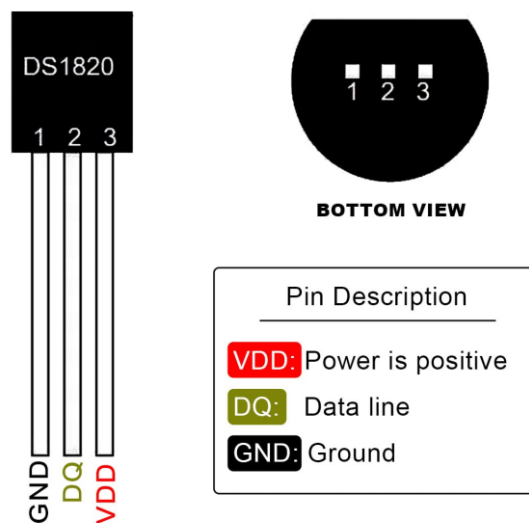 DS1820
1 2 3
GND DQ VDD
1 2 3
BOTTOM VIEW
Pin Description
VDD: Power is positive
DQ: Data line
GND: Ground